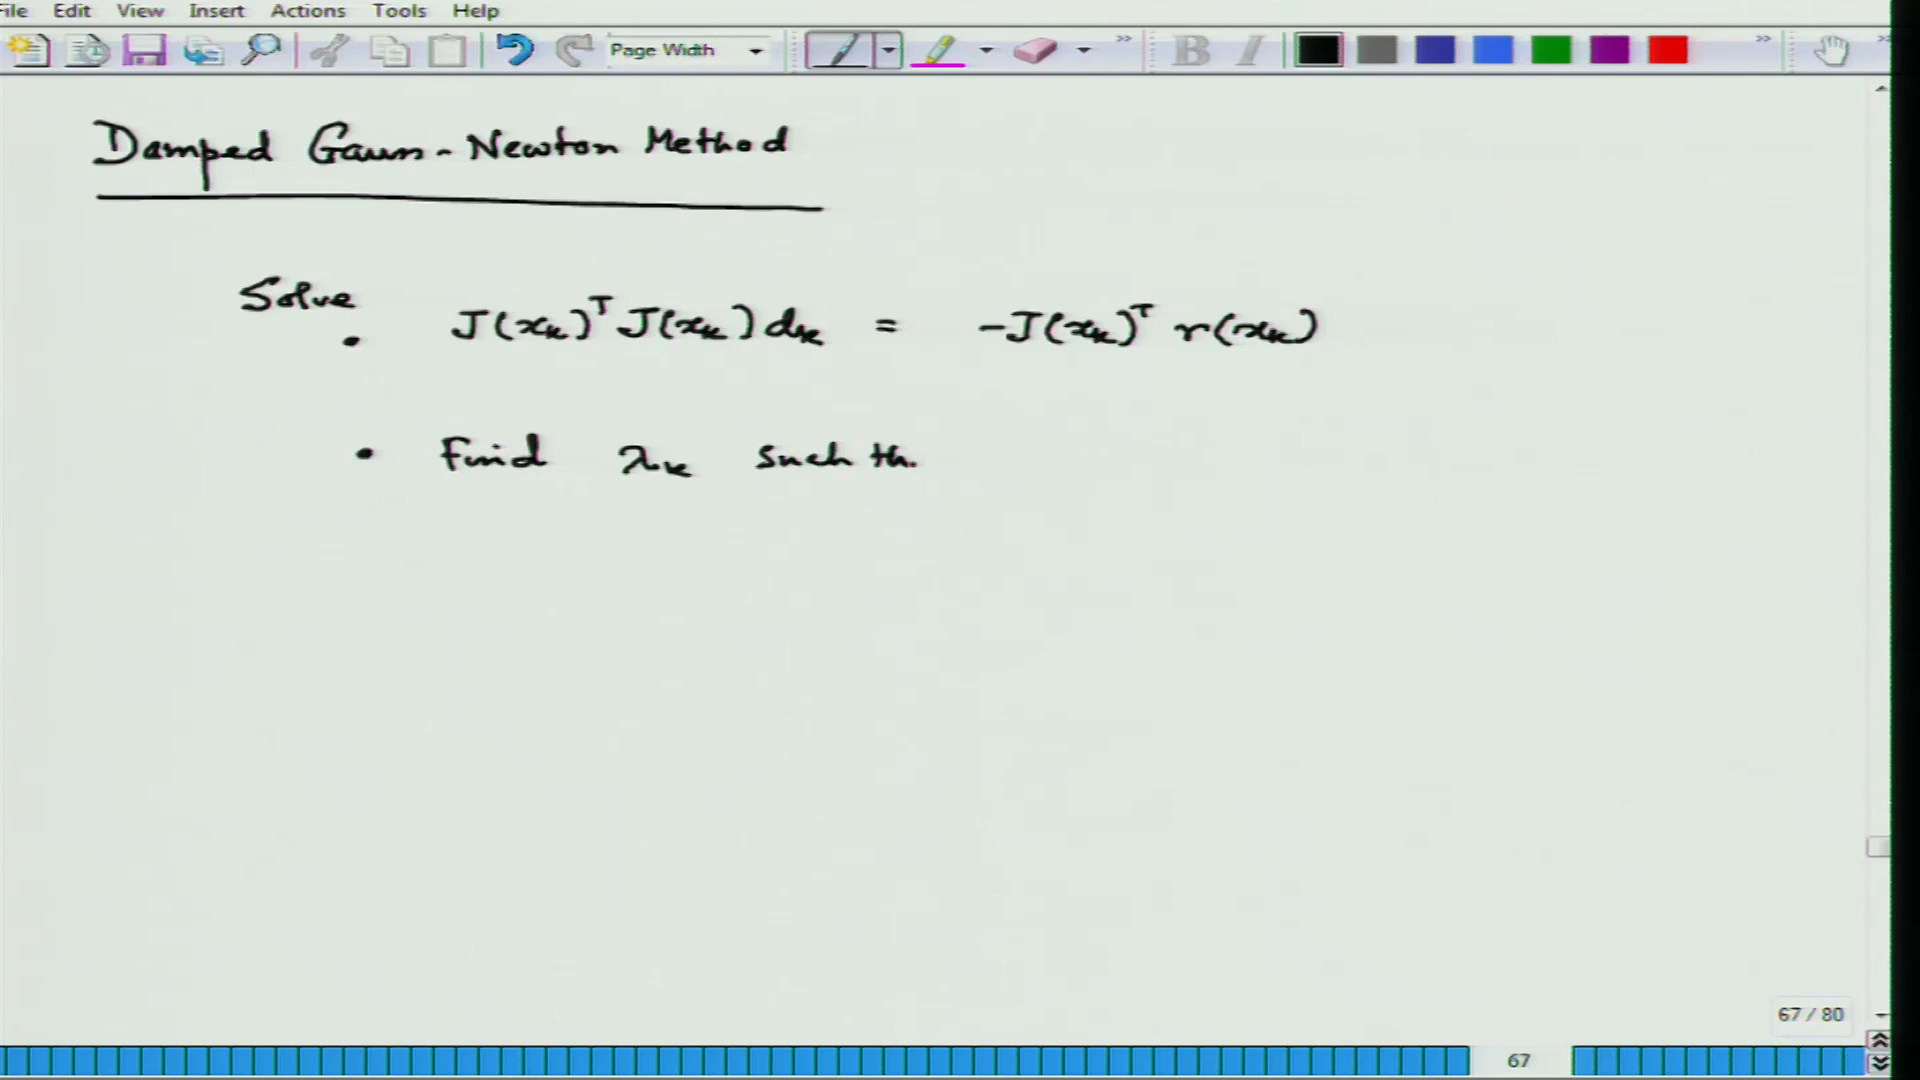 File Edit View Insert Actions Tools Help
Page Width
B I
Damped Gauss-Newton Method
Solve
• J(xₖ)ᵀ J(xₖ) dₖ = -J(xₖ)ᵀ r(xₖ)
• Find λₖ such th.
67 / 80
67